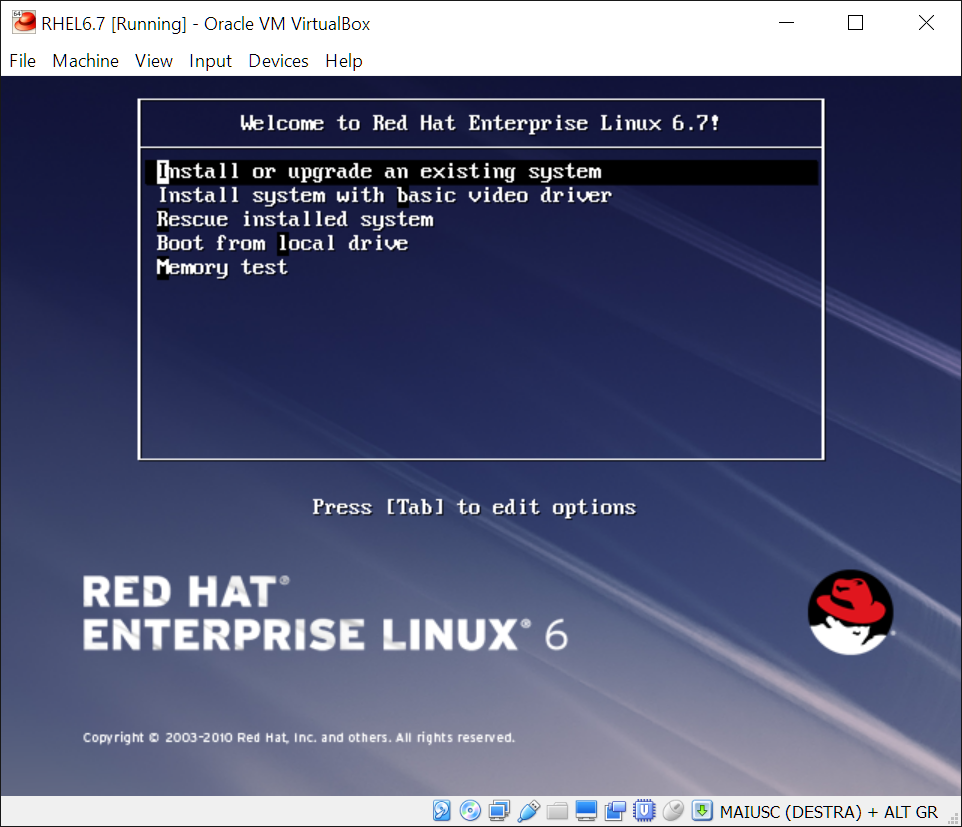 RHEL6.7 [Running] - Oracle VM VirtualBox
File Machine View Input Devices Help
Welcome to Red Hat Enterprise Linux 6.7!
Install or upgrade an existing system
Install system with basic video driver
Rescue installed system
Boot from local drive
Memory test
Press [Tab] to edit options
RED HAT®
ENTERPRISE LINUX® 6
Copyright © 2003-2010 Red Hat, Inc. and others. All rights reserved.
MAIUSC (DESTRA) + ALT GR